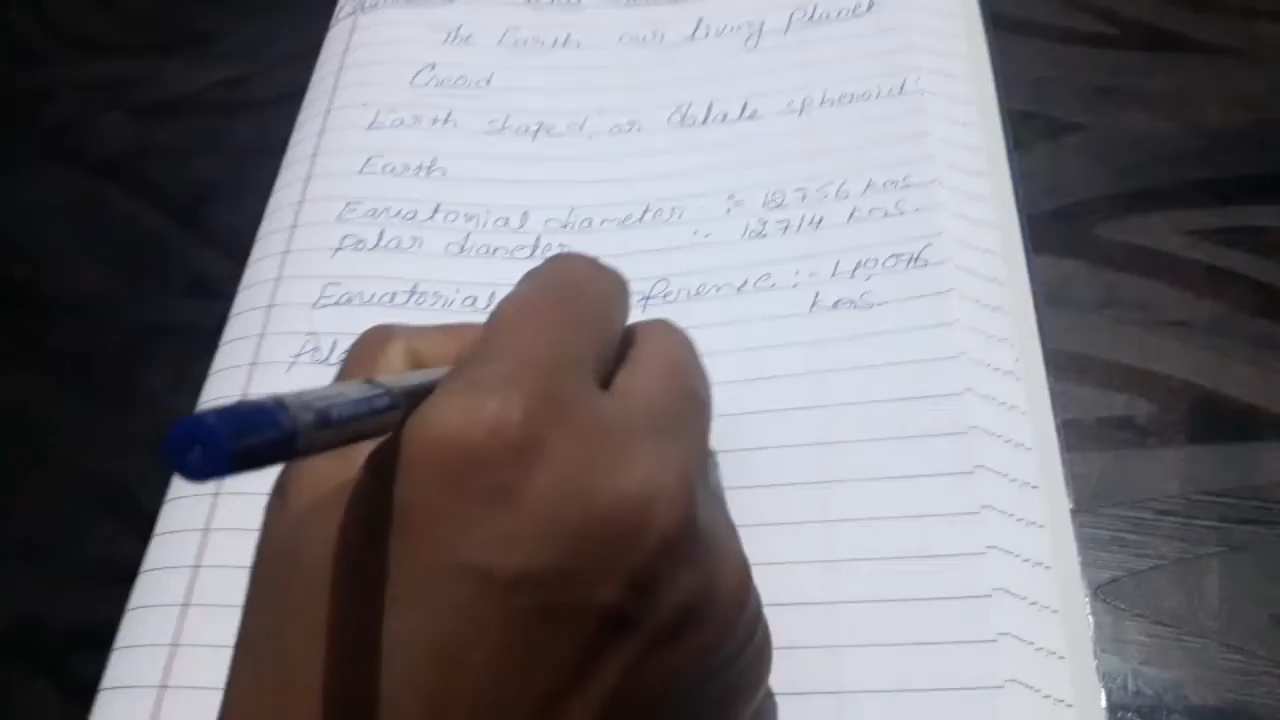 the Earth our living Planet
Geoid
Earth shaped, or Oblate spheroid:
Earth
Equatorial diameter :- 12756 kms.
polar diameter :- 12714 kms.
Equatorial ference :- 40076
kms.